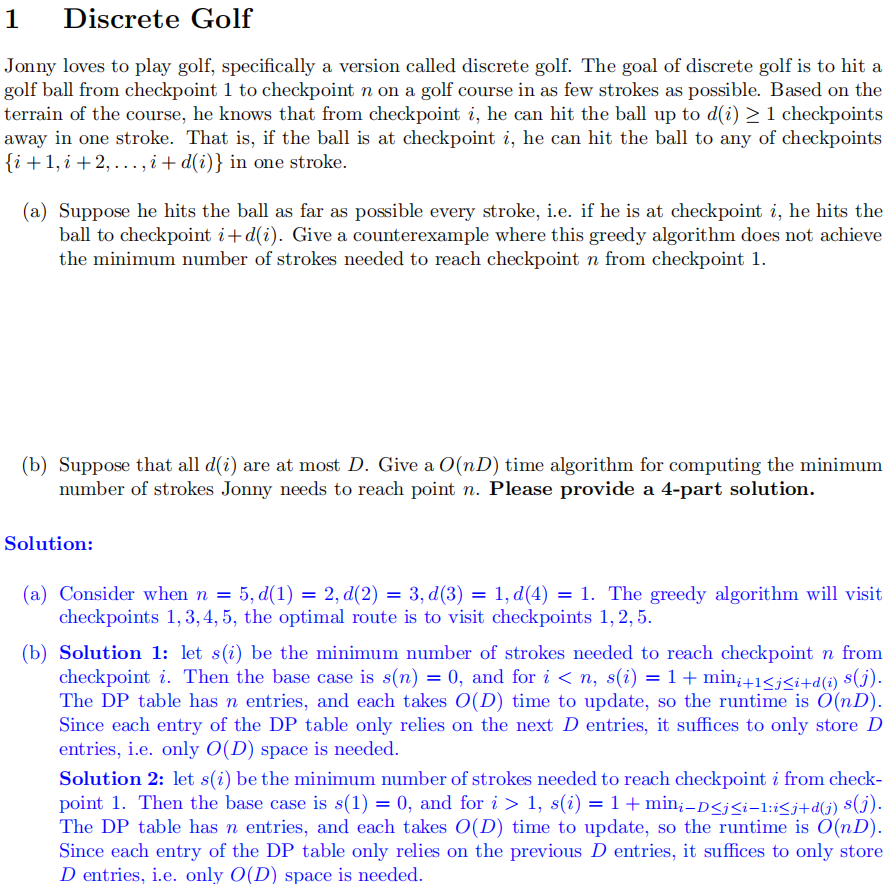 1 Discrete Golf
Jonny loves to play golf, specifically a version called discrete golf. The goal of discrete golf is to hit a
golf ball from checkpoint 1 to checkpoint n on a golf course in as few strokes as possible. Based on the
terrain of the course, he knows that from checkpoint i, he can hit the ball up to d(i) ≥ 1 checkpoints
away in one stroke. That is, if the ball is at checkpoint i, he can hit the ball to any of checkpoints
{i + 1, i + 2, . . . , i + d(i)} in one stroke.
(a) Suppose he hits the ball as far as possible every stroke, i.e. if he is at checkpoint i, he hits the
ball to checkpoint i+d(i). Give a counterexample where this greedy algorithm does not achieve
the minimum number of strokes needed to reach checkpoint n from checkpoint 1.
(b) Suppose that all d(i) are at most D. Give a O(nD) time algorithm for computing the minimum
number of strokes Jonny needs to reach point n. Please provide a 4-part solution.
Solution:
(a) Consider when n = 5, d(1) = 2, d(2) = 3, d(3) = 1, d(4) = 1. The greedy algorithm will visit
checkpoints 1, 3, 4, 5, the optimal route is to visit checkpoints 1, 2, 5.
(b) Solution 1: let s(i) be the minimum number of strokes needed to reach checkpoint n from
checkpoint i. Then the base case is s(n) = 0, and for i < n, s(i) = 1 + min_{i+1≤j≤i+d(i)} s(j).
The DP table has n entries, and each takes O(D) time to update, so the runtime is O(nD).
Since each entry of the DP table only relies on the next D entries, it suffices to only store D
entries, i.e. only O(D) space is needed.
Solution 2: let s(i) be the minimum number of strokes needed to reach checkpoint i from check-
point 1. Then the base case is s(1) = 0, and for i > 1, s(i) = 1 + min_{i−D≤j≤i−1:i≤j+d(j)} s(j).
The DP table has n entries, and each takes O(D) time to update, so the runtime is O(nD).
Since each entry of the DP table only relies on the previous D entries, it suffices to only store
D entries, i.e. only O(D) space is needed.